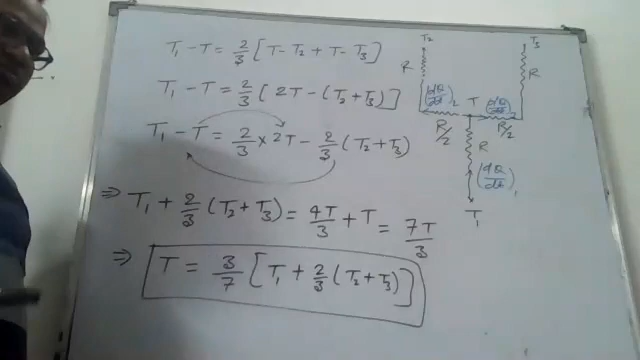 T₁ - T = 2/3 [T - T₂ + T - T₃]
T₁ - T = 2/3 [2T - (T₂ + T₃)]
T₁ - T = 2/3 × 2T - 2/3 (T₂ + T₃)
⇒ T₁ + 2/3 (T₂ + T₃) = 4T/3 + T = 7T/3
⇒ T = 3/7 [T₁ + 2/3 (T₂ + T₃)]
T₂
T₃
R
R
(dQ/dt)₂
T
(dQ/dt)₃
R/2
R/2
R
(dQ/dt)₁
T₁